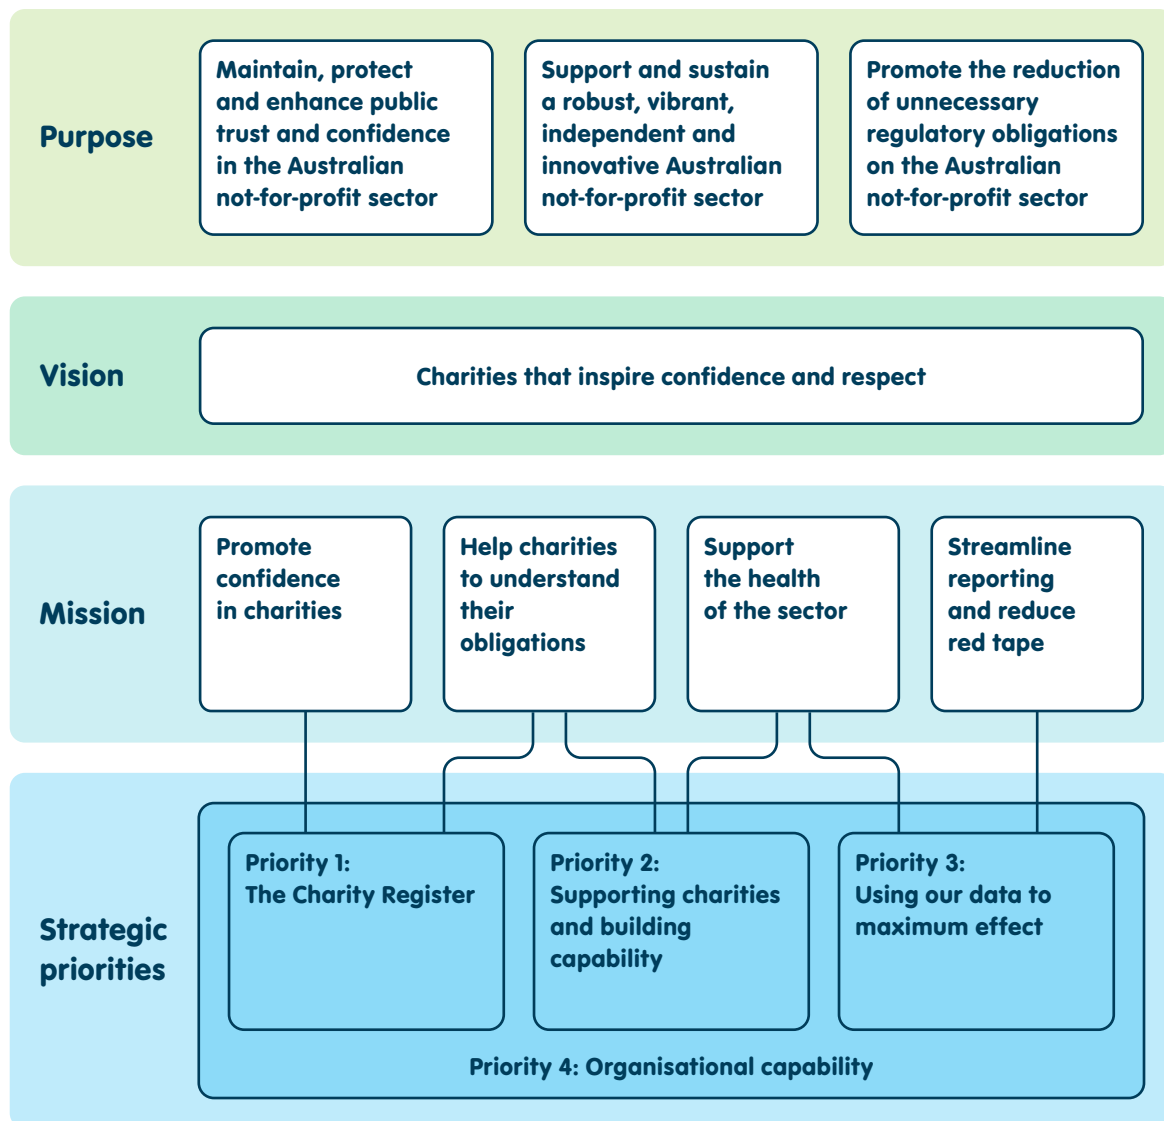 Purpose
Maintain, protect
and enhance public
trust and confidence
in the Australian
not-for-profit sector
Support and sustain
a robust, vibrant,
independent and
innovative Australian
not-for-profit sector
Promote the reduction
of unnecessary
regulatory obligations
on the Australian
not-for-profit sector
Vision
Charities that inspire confidence and respect
Mission
Promote
confidence
in charities
Help charities
to understand
their
obligations
Support
the health
of the sector
Streamline
reporting
and reduce
red tape
Strategic
priorities
Priority 1:
The Charity Register
Priority 2:
Supporting charities
and building
capability
Priority 3:
Using our data to
maximum effect
Priority 4: Organisational capability